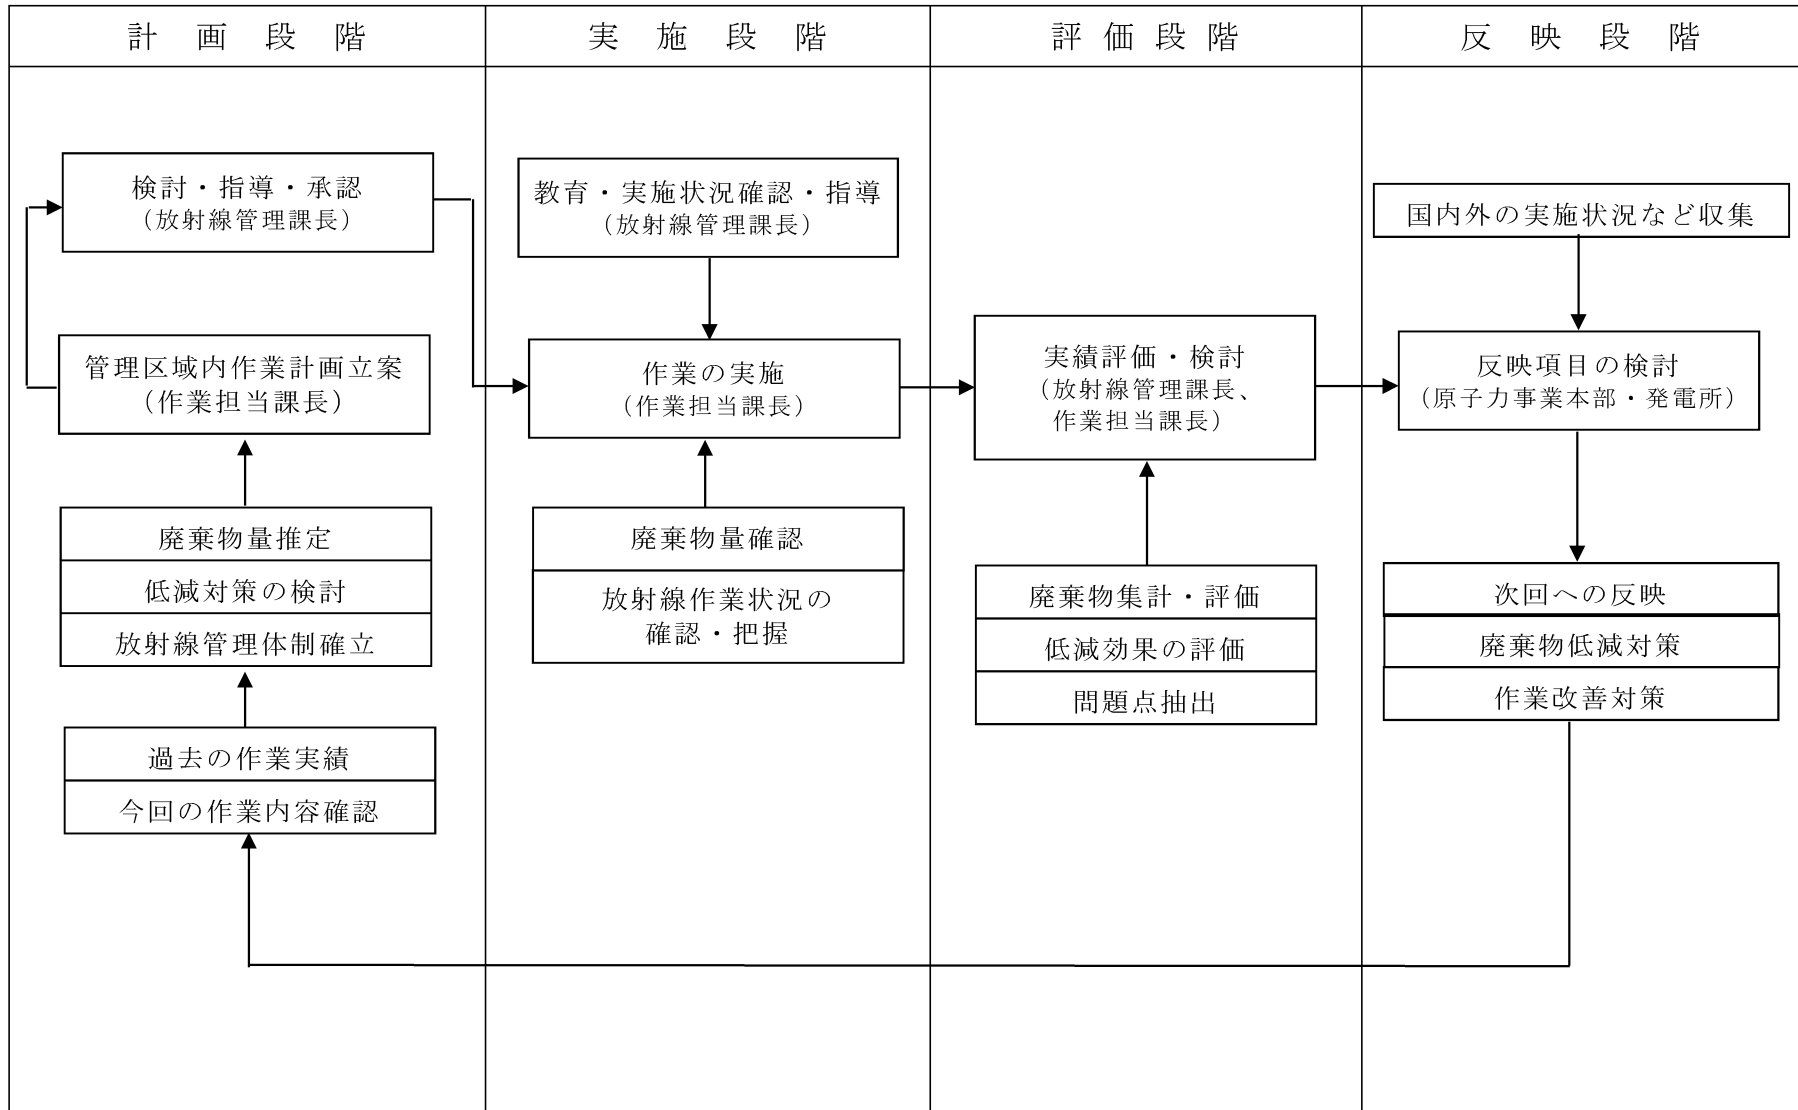 計画段階
実施段階
評価段階
反映段階
検討・指導・承認
（放射線管理課長）
管理区域内作業計画立案
（作業担当課長）
廃棄物量推定
低減対策の検討
放射線管理体制確立
過去の作業実績
今回の作業内容確認
教育・実施状況確認・指導
（放射線管理課長）
作業の実施
（作業担当課長）
廃棄物量確認
放射線作業状況の
確認・把握
実績評価・検討
（放射線管理課長、
作業担当課長）
廃棄物集計・評価
低減効果の評価
問題点抽出
国内外の実施状況など収集
反映項目の検討
（原子力事業本部・発電所）
次回への反映
廃棄物低減対策
作業改善対策